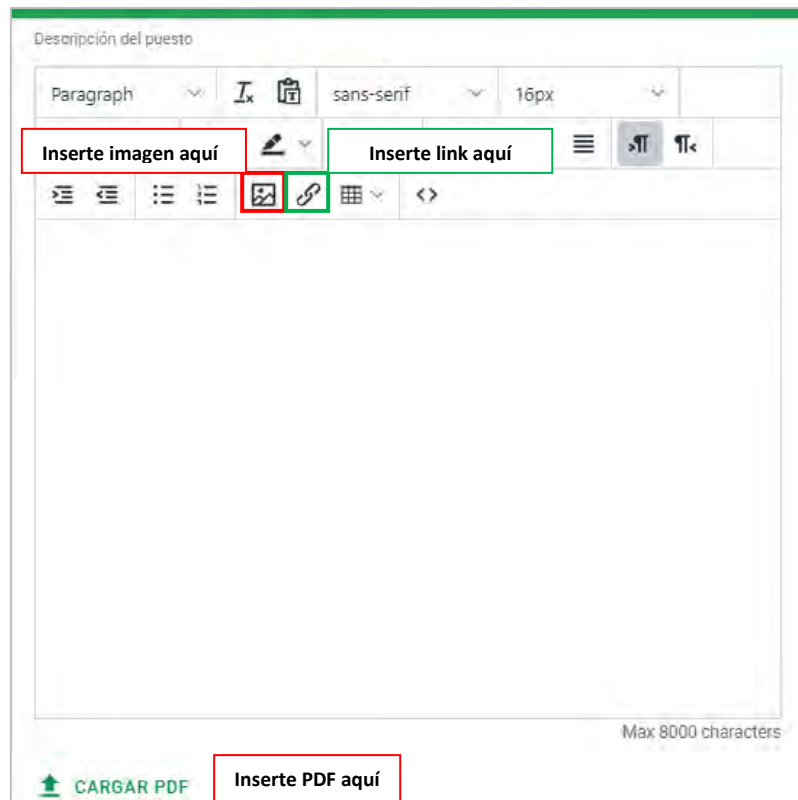 Descripción del puesto
Paragraph sans-serif 16px
Inserte imagen aquí Inserte link aquí
Max 8000 characters
CARGAR PDF Inserte PDF aquí